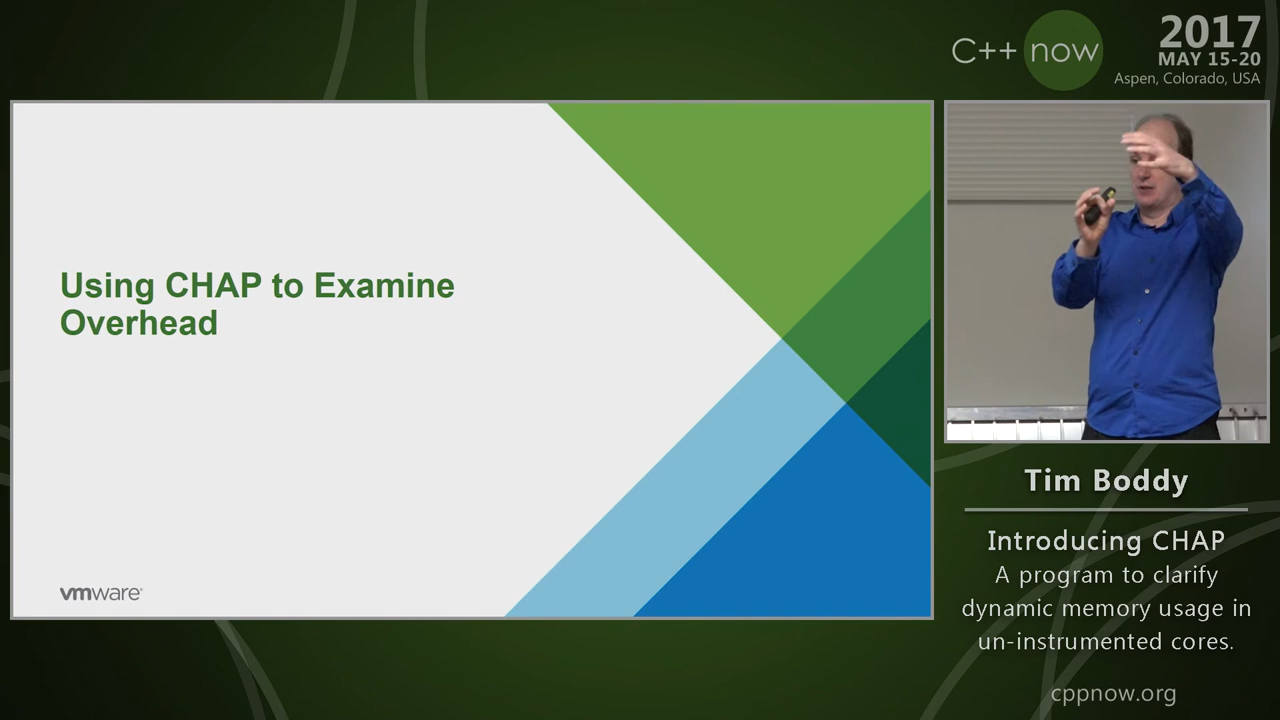 C++ now
2017
MAY 15-20
Aspen, Colorado, USA
Using CHAP to Examine
Overhead
vmware®
Tim Boddy
Introducing CHAP
A program to clarify
dynamic memory usage in
un-instrumented cores.
cppnow.org